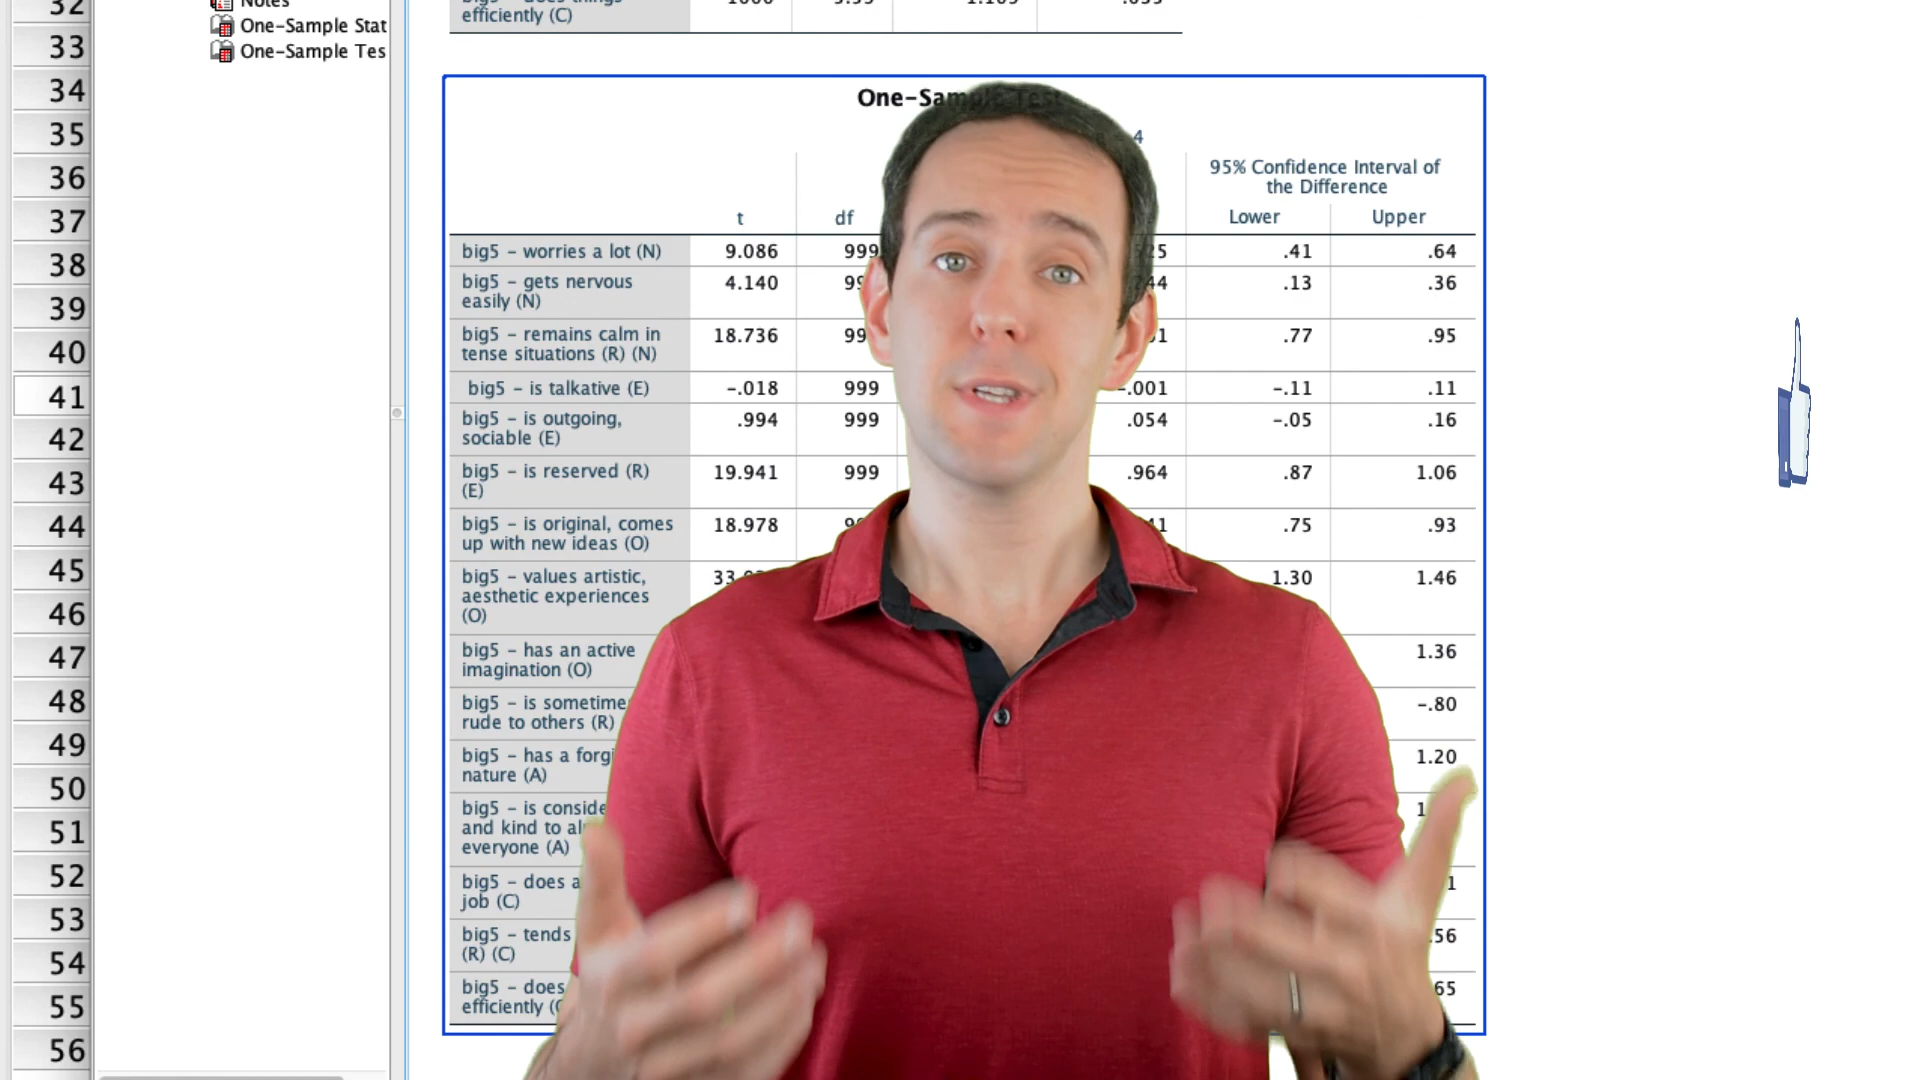 32
Notes
33
One-Sample Stat
34
One-Sample Tes
35
36
37
38
39
40
41
42
43
44
45
46
47
48
49
50
51
52
53
54
55
56
efficiently (C)
One-Sample Test
4
95% Confidence Interval of
the Difference
t df Lower Upper
big5 – worries a lot (N) 9.086 999 .41 .64
big5 – gets nervous
easily (N) 4.140 .13 .36
big5 – remains calm in
tense situations (R) (N) 18.736 .77 .95
big5 – is talkative (E) -.018 999 -.001 -.11 .11
big5 – is outgoing,
sociable (E) .994 999 .054 -.05 .16
big5 – is reserved (R)
(E) 19.941 999 .964 .87 1.06
big5 – is original, comes
up with new ideas (O) 18.978 .75 .93
big5 – values artistic,
aesthetic experiences
(O) 1.30 1.46
big5 – has an active
imagination (O) 1.36
big5 – is sometime
rude to others (R) -.80
big5 – has a forgi
nature (A) 1.20
big5 – is conside
and kind to al
everyone (A)
big5 – does a
job (C)
big5 – tends
(R) (C) .56
big5 – does
efficiently (C 65